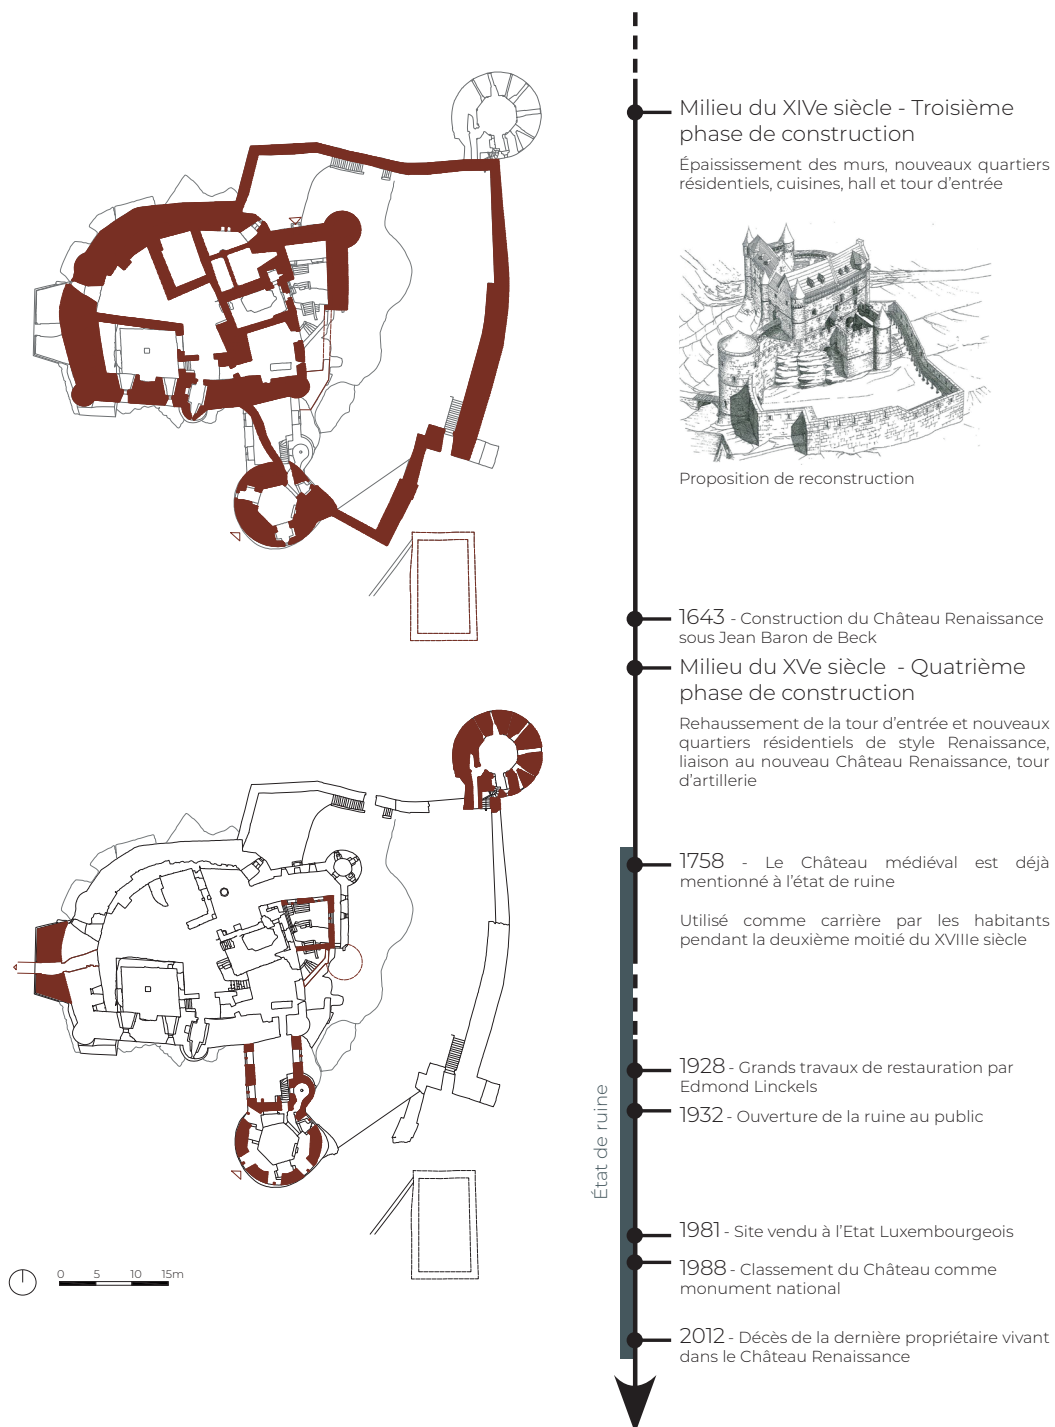 Milieu du XIVe siècle - Troisième
phase de construction
Épaississement des murs, nouveaux quartiers
résidentiels, cuisines, hall et tour d'entrée
Proposition de reconstruction
1643 - Construction du Château Renaissance
sous Jean Baron de Beck
Milieu du XVe siècle - Quatrième
phase de construction
Rehaussement de la tour d'entrée et nouveaux
quartiers résidentiels de style Renaissance,
liaison au nouveau Château Renaissance, tour
d'artillerie
1758 - Le Château médiéval est déjà
mentionné à l'état de ruine
Utilisé comme carrière par les habitants
pendant la deuxième moitié du XVIIIe siècle
État de ruine
1928 - Grands travaux de restauration par
Edmond Linckels
1932 - Ouverture de la ruine au public
1981 - Site vendu à l'Etat Luxembourgeois
1988 - Classement du Château comme
monument national
2012 - Décès de la dernière propriétaire vivant
dans le Château Renaissance
0 5 10 15m